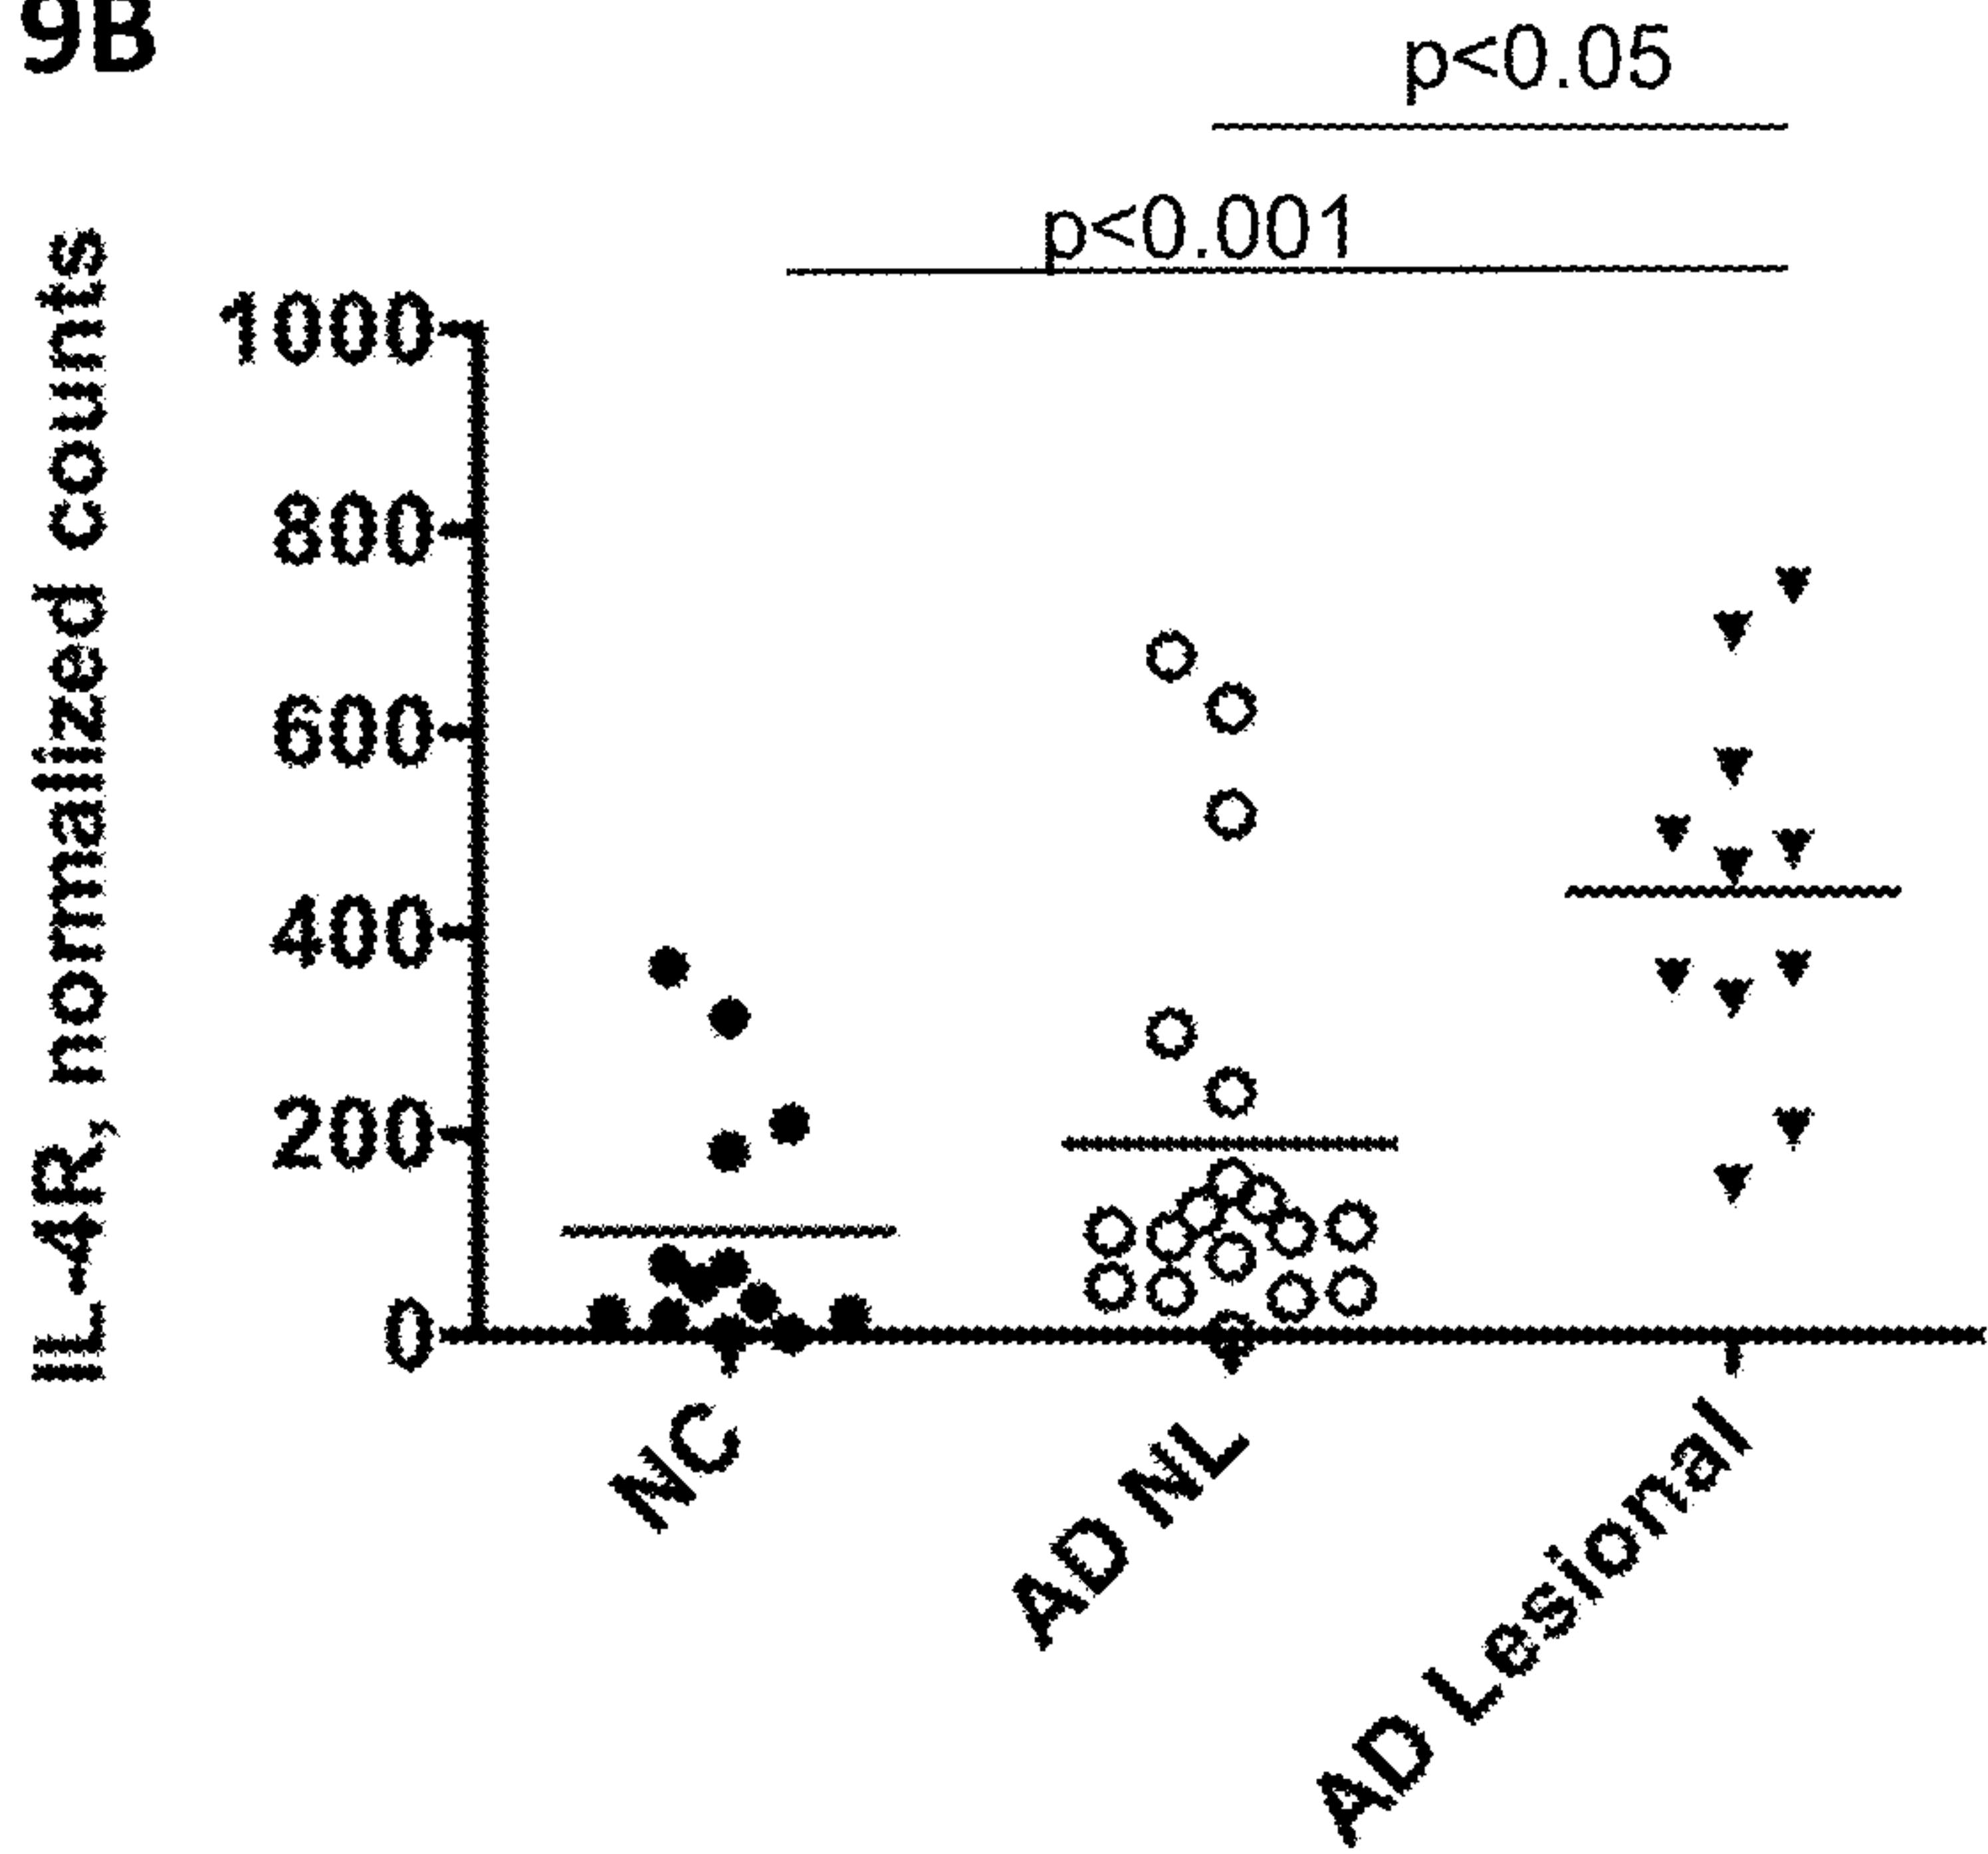 9B
p<0.05
p<0.001
IL-4R, normalized counts
1000
800
600
400
200
0
NC
AD NL
AD Lesional